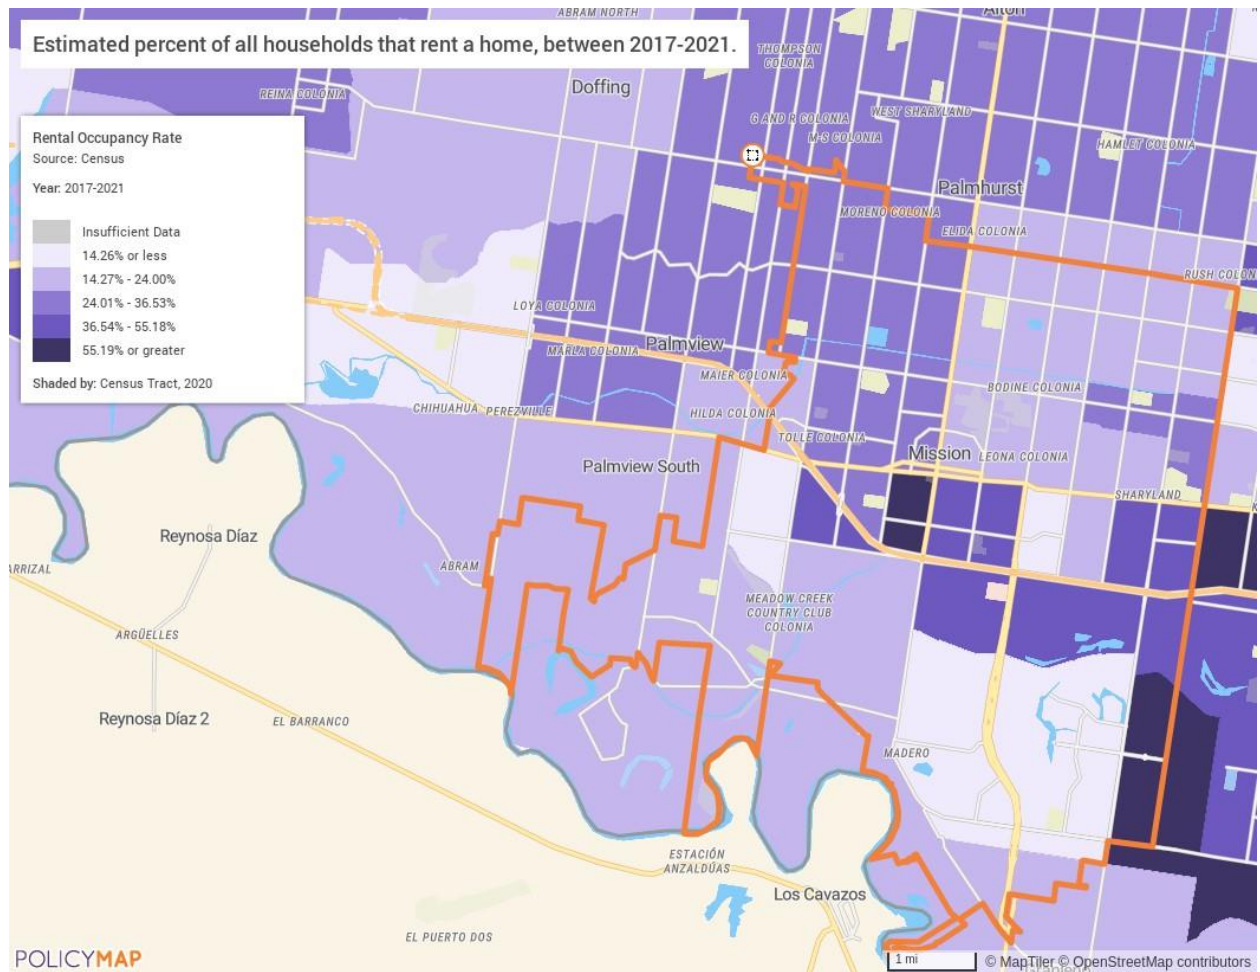 Estimated percent of all households that rent a home, between 2017-2021.
Rental Occupancy Rate
Source: Census
Year: 2017-2021
Insufficient Data
14.26% or less
14.27% - 24.00%
24.01% - 36.53%
36.54% - 55.18%
55.19% or greater
Shaded by: Census Tract, 2020
ABRAM NORTH
Alton
THOMPSON
COLONIA
Doffing
REINA COLONIA
WEST SHARYLAND
G AND R COLONIA
M-S COLONIA
HAMLET COLONIA
Palmhurst
MORENO COLONIA
ELIDA COLONIA
RUSH COLON
LOYA COLONIA
Palmview
MARLA COLONIA
MAIER COLONIA
BODINE COLONIA
CHIHUAHUA
PEREZVILLE
HILDA COLONIA
TOLLE COLONIA
Mission
LEONA COLONIA
Palmview South
SHARYLAND
Reynosa Díaz
ARRIZAL
ABRAM
MEADOW CREEK
COUNTRY CLUB
COLONIA
ARGÜELLES
Reynosa Díaz 2
EL BARRANCO
MADERO
ESTACIÓN
ANZALDÚAS
Los Cavazos
EL PUERTO DOS
POLICYMAP
1 mi
© MapTiler © OpenStreetMap contributors